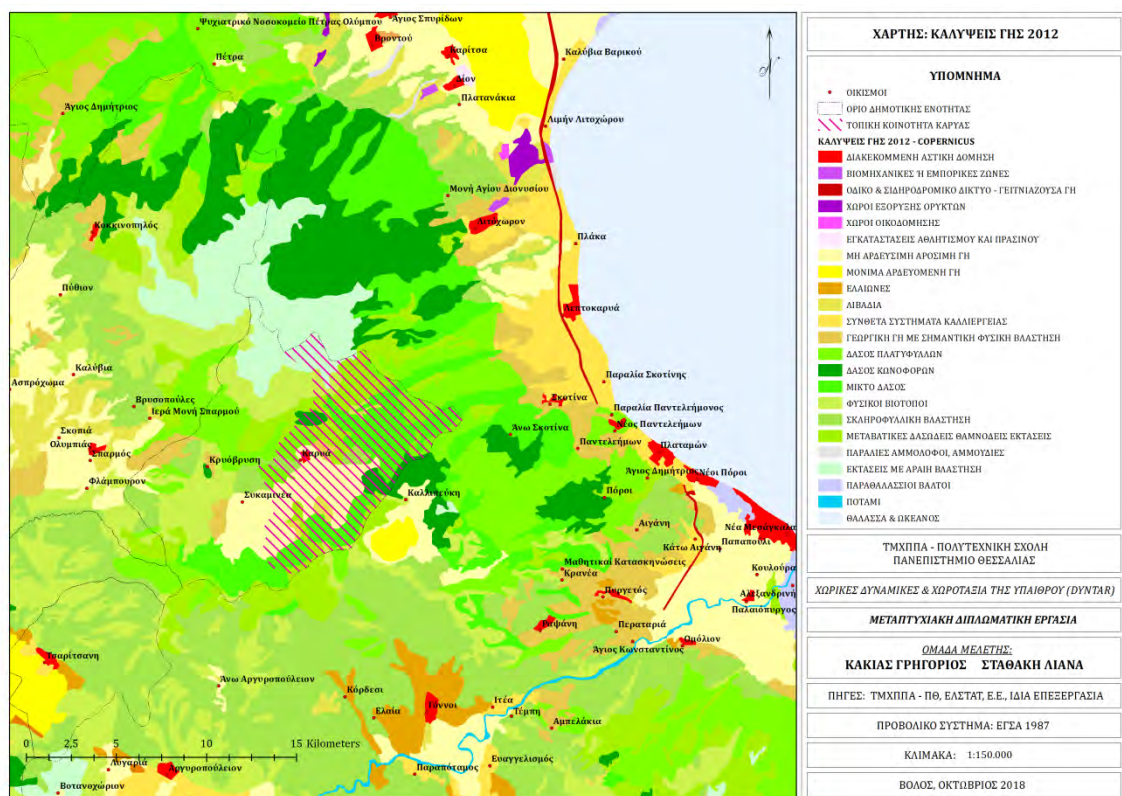 Ψυχιατρικό Νοσοκομείο Πέτρας Ολύμπου
Άγιος Σπυρίδων
Βροντού
Καρίτσα
Καλύβια Βαρικού
Πέτρα
Δίον
Πλατανάκια
Άγιος Δημήτριος
Λιμήν Λιτοχώρου
Μονή Αγίου Διονυσίου
Λιτόχωρον
Κοκκινοπηλός
Πλάκα
Πύθιον
Λεπτοκαρυά
Καλύβια
Ασπρόχωμα
Παραλία Σκοτίνης
Βρυσοπούλες
Σκοτίνα
Ιερά Μονή Σπαρμού
Παραλία Παντελεήμονος
Σκοπιά
Άνω Σκοτίνα
Νέος Παντελεήμων
Ολυμπιάς
Παντελεήμων
Πλαταμών
Σπαρμός
Κρυόβρυση
Καρυά
Άγιος Δημήτριος
Νέοι Πόροι
Φλάμπουρον
Συκαμινέα
Καλλιπεύκη
Πόροι
Αιγάνη
Νέα Μεσάγκαλα
Κάτω Αιγάνη
Παπαπούλι
Μαθητικαί Κατασκηνώσεις
Κρανέα
Κουλούρα
Πυργετός
Αλεξανδρινή
Παλαιόπυργος
Ραψάνη
Περαταριά
Ομόλιον
Άγιος Κωνσταντίνος
Τσαρίτσανη
Άνω Αργυροπούλειον
Κόρδεσι
Γόννοι
Ιτέα
Ελαία
Τέμπη
Αμπελάκια
0 2,5 5 10 15 Kilometers
Λυγαριά
Αργυροπούλειον
Παραπόταμος
Ευαγγελισμός
Βοτανοχώριον
ΧΑΡΤΗΣ: ΚΑΛΥΨΕΙΣ ΓΗΣ 2012
ΥΠΟΜΝΗΜΑ
ΟΙΚΙΣΜΟΙ
ΟΡΙΟ ΔΗΜΟΤΙΚΗΣ ΕΝΟΤΗΤΑΣ
ΤΟΠΙΚΗ ΚΟΙΝΟΤΗΤΑ ΚΑΡΥΑΣ
ΚΑΛΥΨΕΙΣ ΓΗΣ 2012 - COPERNICUS
ΔΙΑΚΕΚΟΜΜΕΝΗ ΑΣΤΙΚΗ ΔΟΜΗΣΗ
ΒΙΟΜΗΧΑΝΙΚΕΣ Ή ΕΜΠΟΡΙΚΕΣ ΖΩΝΕΣ
ΟΔΙΚΟ & ΣΙΔΗΡΟΔΡΟΜΙΚΟ ΔΙΚΤΥΟ - ΓΕΙΤΝΙΑΖΟΥΣΑ ΓΗ
ΧΩΡΟΙ ΕΞΟΡΥΞΗΣ ΟΡΥΚΤΩΝ
ΧΩΡΟΙ ΟΙΚΟΔΟΜΗΣΗΣ
ΕΓΚΑΤΑΣΤΑΣΕΙΣ ΑΘΛΗΤΙΣΜΟΥ ΚΑΙ ΠΡΑΣΙΝΟΥ
ΜΗ ΑΡΔΕΥΣΙΜΗ ΑΡΟΣΙΜΗ ΓΗ
ΜΟΝΙΜΑ ΑΡΔΕΥΟΜΕΝΗ ΓΗ
ΕΛΑΙΩΝΕΣ
ΛΙΒΑΔΙΑ
ΣΥΝΘΕΤΑ ΣΥΣΤΗΜΑΤΑ ΚΑΛΛΙΕΡΓΕΙΑΣ
ΓΕΩΡΓΙΚΗ ΓΗ ΜΕ ΣΗΜΑΝΤΙΚΗ ΦΥΣΙΚΗ ΒΛΑΣΤΗΣΗ
ΔΑΣΟΣ ΠΛΑΤΥΦΥΛΛΩΝ
ΔΑΣΟΣ ΚΩΝΟΦΟΡΩΝ
ΜΙΚΤΟ ΔΑΣΟΣ
ΦΥΣΙΚΟΙ ΒΙΟΤΟΠΟΙ
ΣΚΛΗΡΟΦΥΛΛΙΚΗ ΒΛΑΣΤΗΣΗ
ΜΕΤΑΒΑΤΙΚΕΣ ΔΑΣΩΔΕΙΣ ΘΑΜΝΟΔΕΙΣ ΕΚΤΑΣΕΙΣ
ΠΑΡΑΛΙΕΣ ΑΜΜΟΛΟΦΟΙ, ΑΜΜΟΥΔΙΕΣ
ΕΚΤΑΣΕΙΣ ΜΕ ΑΡΑΙΗ ΒΛΑΣΤΗΣΗ
ΠΑΡΑΘΑΛΑΣΣΙΟΙ ΒΑΛΤΟΙ
ΠΟΤΑΜΙ
ΘΑΛΑΣΣΑ & ΩΚΕΑΝΟΣ
ΤΜΧΠΠΑ - ΠΟΛΥΤΕΧΝΙΚΗ ΣΧΟΛΗ
ΠΑΝΕΠΙΣΤΗΜΙΟ ΘΕΣΣΑΛΙΑΣ
ΧΩΡΙΚΕΣ ΔΥΝΑΜΙΚΕΣ & ΧΩΡΟΤΑΞΙΑ ΤΗΣ ΥΠΑΙΘΡΟΥ (DYNTAR)
ΜΕΤΑΠΤΥΧΙΑΚΗ ΔΙΠΛΩΜΑΤΙΚΗ ΕΡΓΑΣΙΑ
ΟΜΑΔΑ ΜΕΛΕΤΗΣ:
ΚΑΚΙΑΣ ΓΡΗΓΟΡΙΟΣ ΣΤΑΘΑΚΗ ΛΙΑΝΑ
ΠΗΓΕΣ: ΤΜΧΠΠΑ - ΠΘ, ΕΛΣΤΑΤ, Ε.Ε., ΙΔΙΑ ΕΠΕΞΕΡΓΑΣΙΑ
ΠΡΟΒΟΛΙΚΟ ΣΥΣΤΗΜΑ: ΕΓΣΑ 1987
ΚΛΙΜΑΚΑ: 1:150.000
ΒΟΛΟΣ, ΟΚΤΩΒΡΙΟΣ 2018